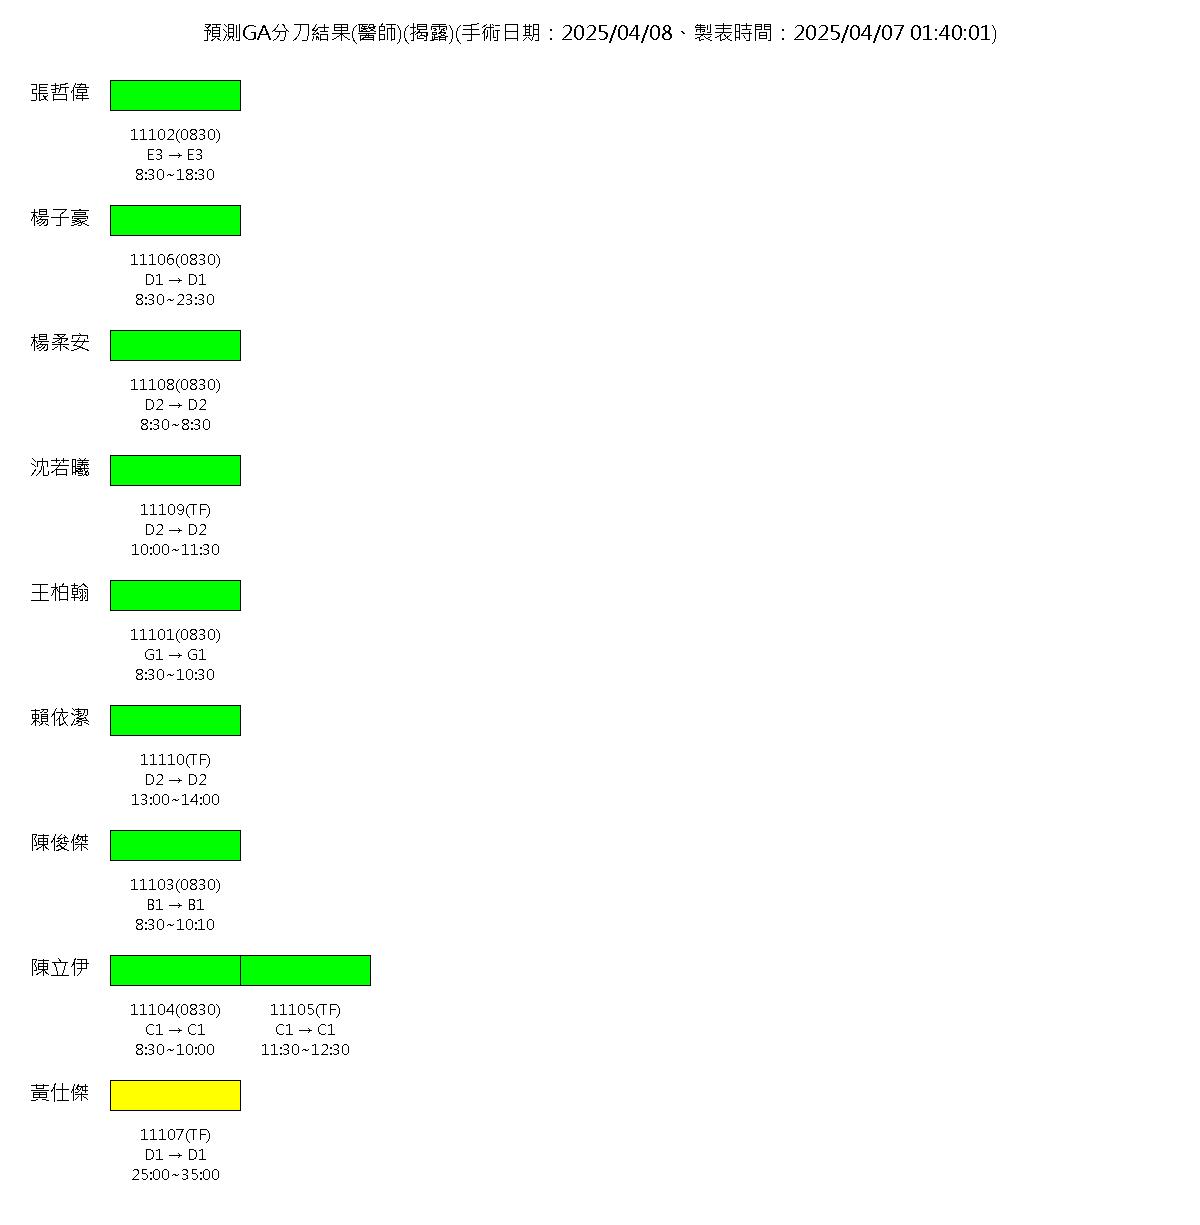 預測GA分刀結果(醫師)(揭露)(手術日期：2025/04/08、製表時間：2025/04/07 01:40:01)
張哲偉
11102(0830)
E3 → E3
8:30~18:30
楊子豪
11106(0830)
D1 → D1
8:30~23:30
楊柔安
11108(0830)
D2 → D2
8:30~8:30
沈若曦
11109(TF)
D2 → D2
10:00~11:30
王柏翰
11101(0830)
G1 → G1
8:30~10:30
賴依潔
11110(TF)
D2 → D2
13:00~14:00
陳俊傑
11103(0830)
B1 → B1
8:30~10:10
陳立伊
11104(0830) 11105(TF)
C1 → C1 C1 → C1
8:30~10:00 11:30~12:30
黃仕傑
11107(TF)
D1 → D1
25:00~35:00